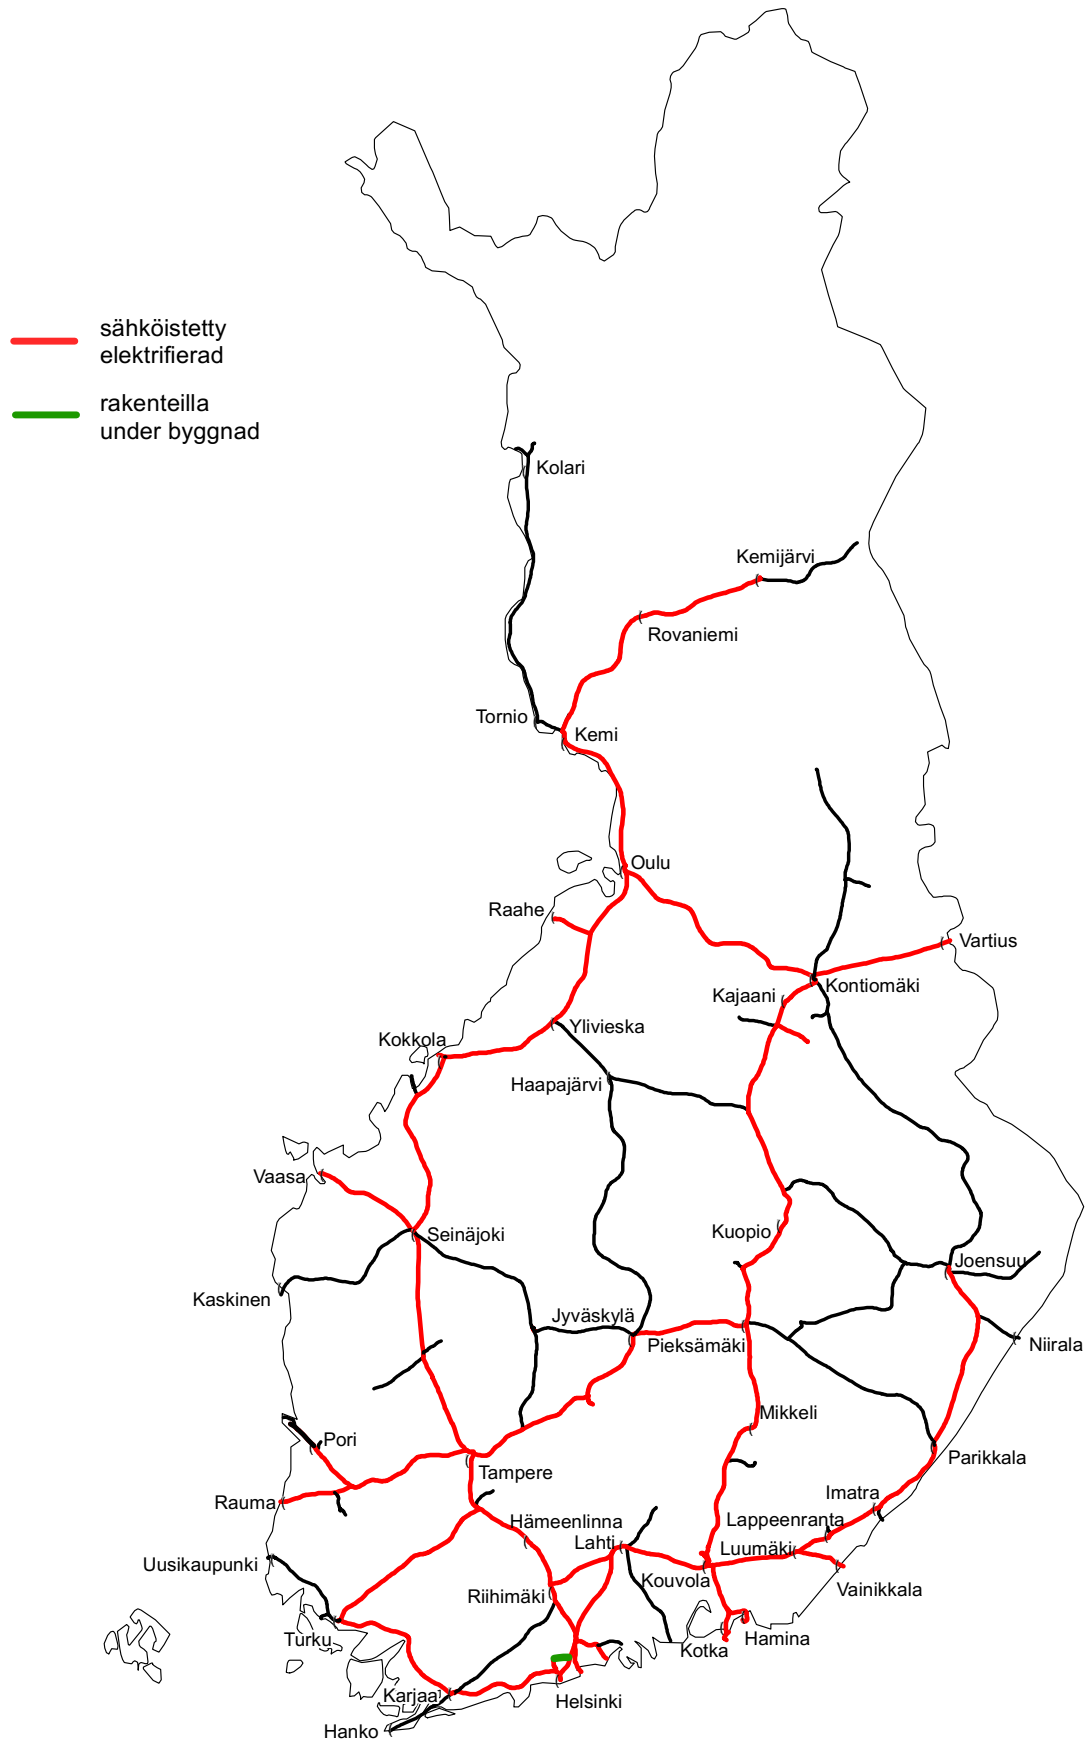 sähköistetty
elektrifierad
rakenteilla
under byggnad
Kolari
Kemijärvi
Rovaniemi
Tornio
Kemi
Oulu
Raahe
Vartius
Kontiomäki
Kajaani
Ylivieska
Kokkola
Haapajärvi
Vaasa
Kuopio
Seinäjoki
Joensuu
Kaskinen
Jyväskylä
Pieksämäki
Niirala
Mikkeli
Pori
Parikkala
Tampere
Imatra
Rauma
Lappeenranta
Hämeenlinna
Lahti
Luumäki
Uusikaupunki
Kouvola
Vainikkala
Riihimäki
Turku
Hamina
Kotka
Karjaa
Helsinki
Hanko